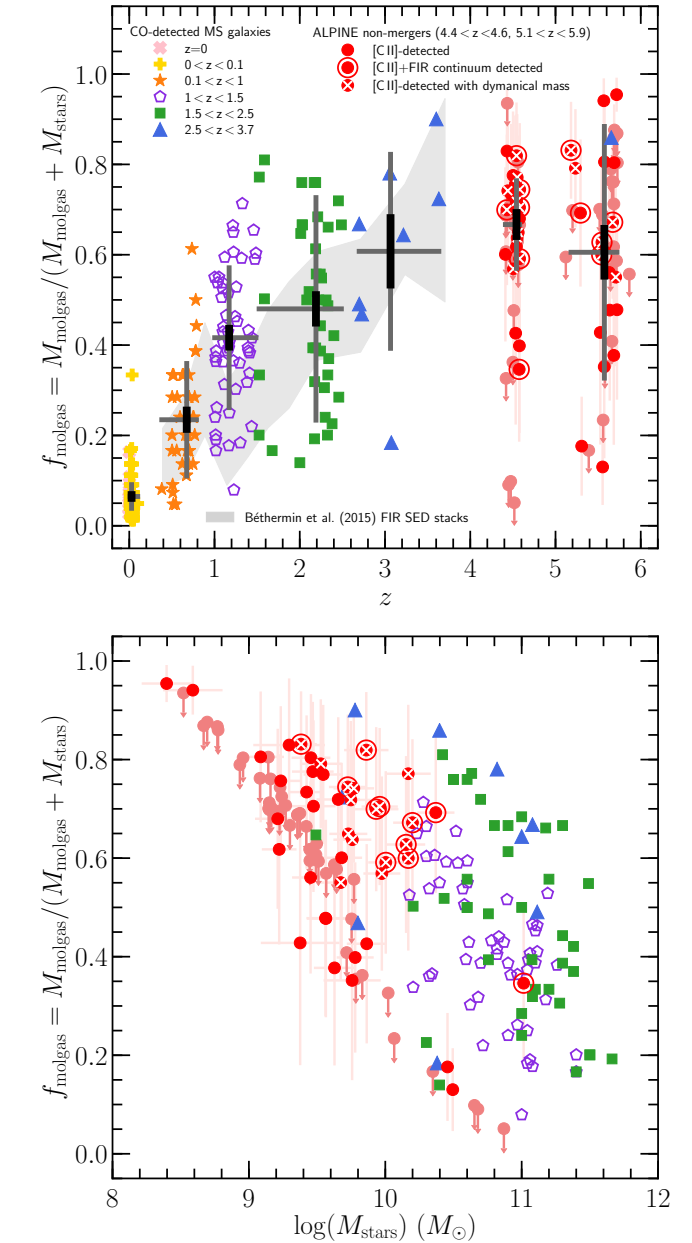 CO-detected MS galaxies
z=0
0 < z < 0.1
0.1 < z < 1
1 < z < 1.5
1.5 < z < 2.5
2.5 < z < 3.7
ALPINE non-mergers (4.4 < z < 4.6, 5.1 < z < 5.9)
[CII]-detected
[CII]+FIR continuum detected
[CII]-detected with dymanical mass
1.0
0.8
0.6
0.4
0.2
0.0
f_molgas = M_molgas/(M_molgas + M_stars)
Béthermin et al. (2015) FIR SED stacks
0 1 2 3 4 5 6
z
1.0
0.8
0.6
0.4
0.2
0.0
f_molgas = M_molgas/(M_molgas + M_stars)
8 9 10 11 12
log(M_stars) (M_⊙)